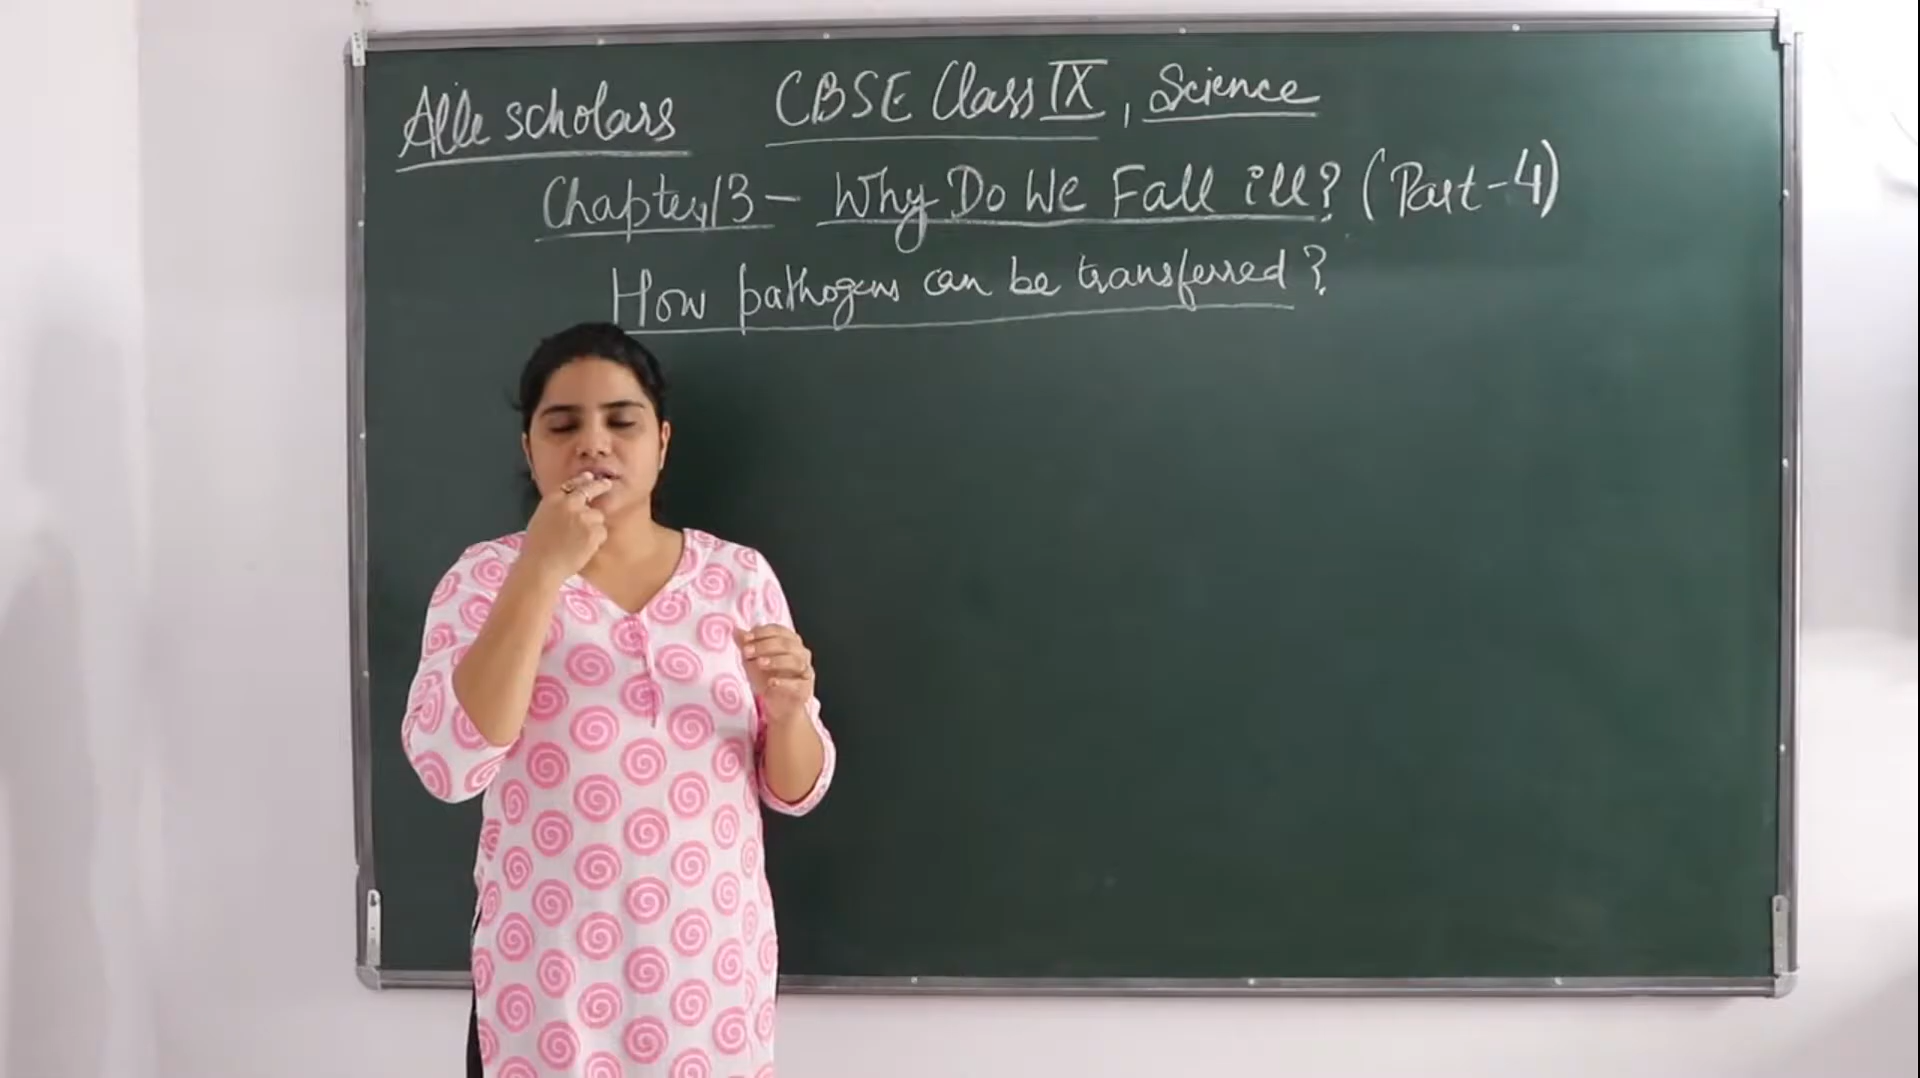 Alle scholars CBSE Class IX, Science
Chapter 13 - Why Do We Fall ill? (Part-4)
How pathogens can be transferred?